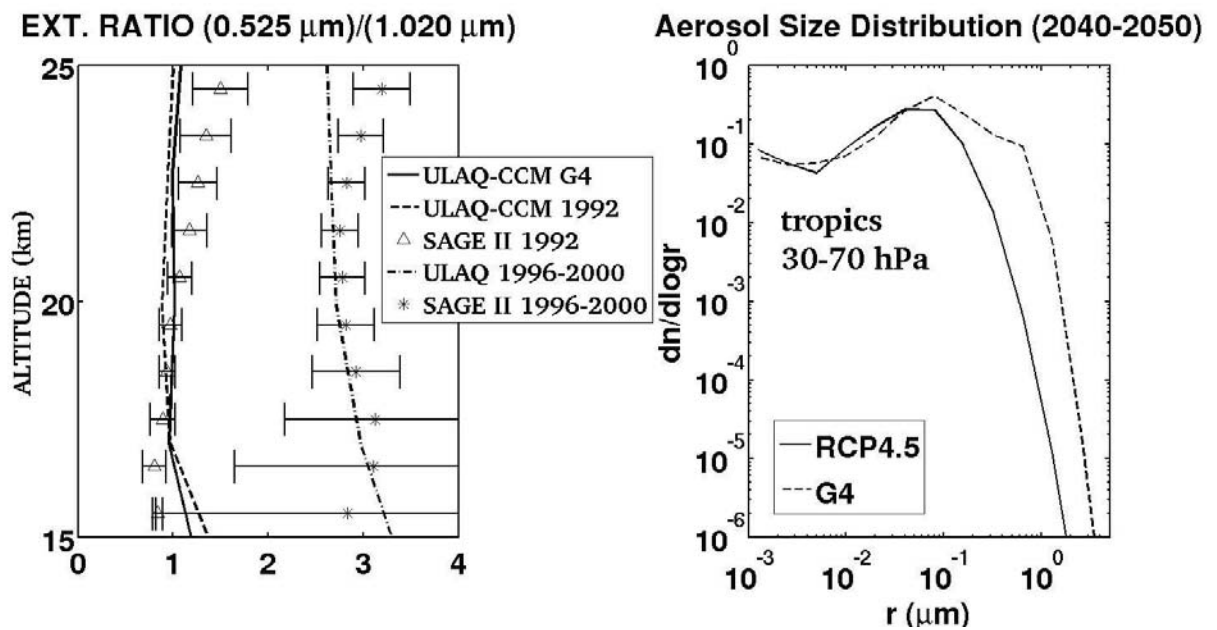 EXT. RATIO (0.525 μm)/(1.020 μm)
25
20
15
ALTITUDE (km)
0 1 2 3 4
ULAQ-CCM G4
ULAQ-CCM 1992
SAGE II 1992
ULAQ 1996-2000
SAGE II 1996-2000
Aerosol Size Distribution (2040-2050)
10^0
10^-1
10^-2
10^-3
10^-4
10^-5
10^-6
dn/dlogr
tropics
30-70 hPa
RCP4.5
G4
10^-3 10^-2 10^-1 10^0
r (μm)